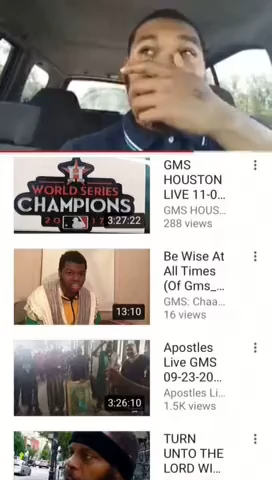 GMS
HOUSTON
LIVE 11-0...
GMS HOUS...
288 views
WORLD SERIES
CHAMPIONS
2017
3:27:22
Be Wise At
All Times
(Of Gms_...
GMS: Chaa...
16 views
13:10
Apostles
Live GMS
09-23-20...
Apostles Li...
1.5K views
3:26:10
TURN
UNTO THE
LORD WI...